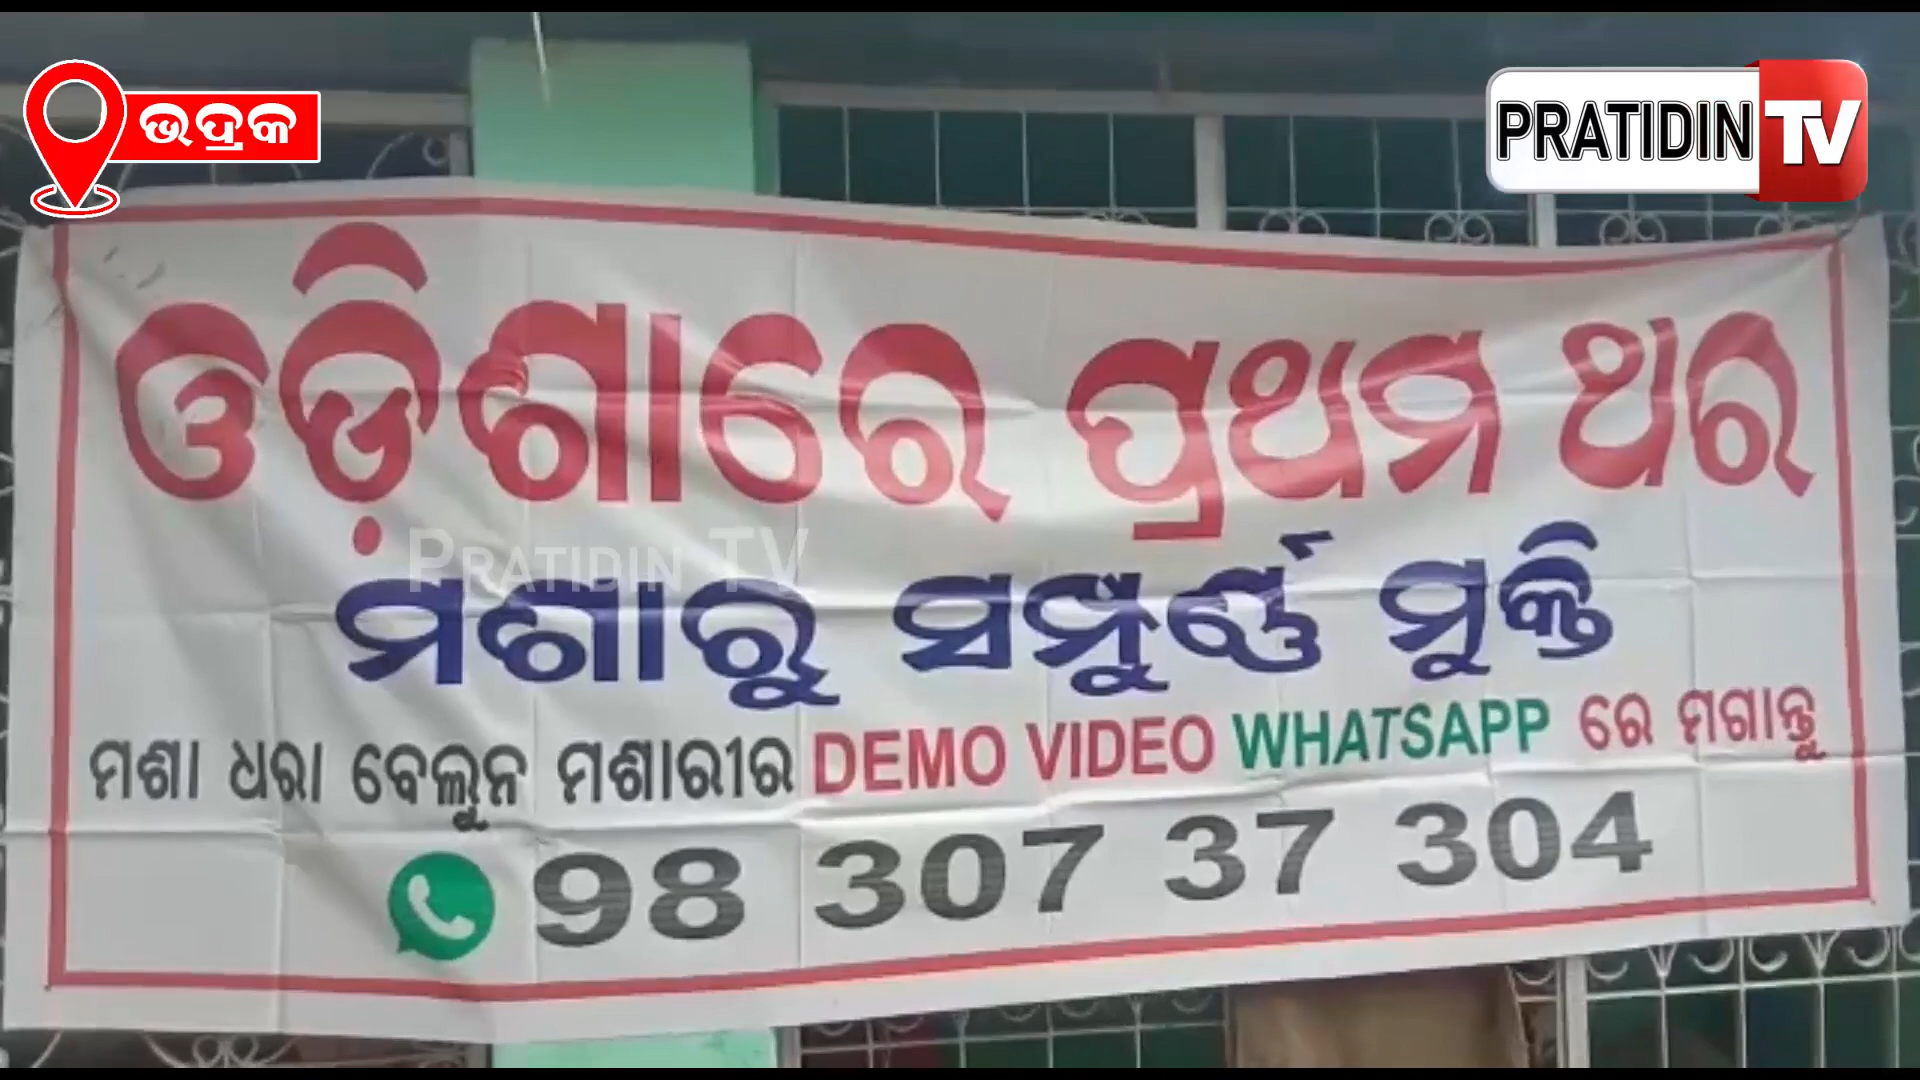 ଭଦ୍ରକ
PRATIDIN TV
ଓଡ଼ିଶାରେ ପ୍ରଥମ ଥର
PRATIDIN TV
ମଶାରୁ ସମ୍ପୁର୍ଣ୍ଣ ମୁକ୍ତି
ମଶା ଧରା ବେଲୁନ ମଶାରୀର DEMO VIDEO WHATSAPP ରେ ମଗାନ୍ତୁ
98 307 37 304